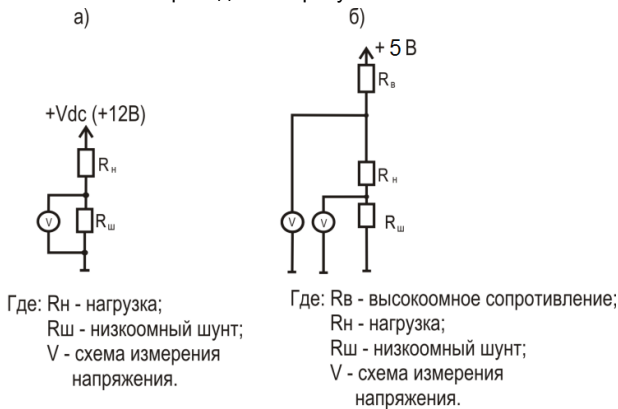 а)
б)
+Vdc (+12В)
Rн
V
Rш
+ 5 В
Rв
Rн
V
V
Rш
Где: Rн - нагрузка;
Rш - низкоомный шунт;
V - схема измерения
напряжения.
Где: Rв - высокоомное сопротивление;
Rн - нагрузка;
Rш - низкоомный шунт;
V - схема измерения
напряжения.